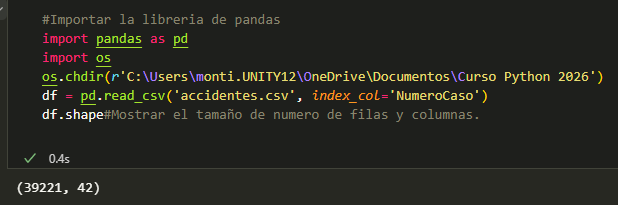 #Importar la libreria de pandas
import pandas as pd
import os
os.chdir(r'C:\Users\monti.UNITY12\OneDrive\Documentos\Curso Python 2026')
df = pd.read_csv('accidentes.csv', index_col='NumeroCaso')
df.shape#Mostrar el tamaño de numero de filas y columnas.
0.4s
(39221, 42)